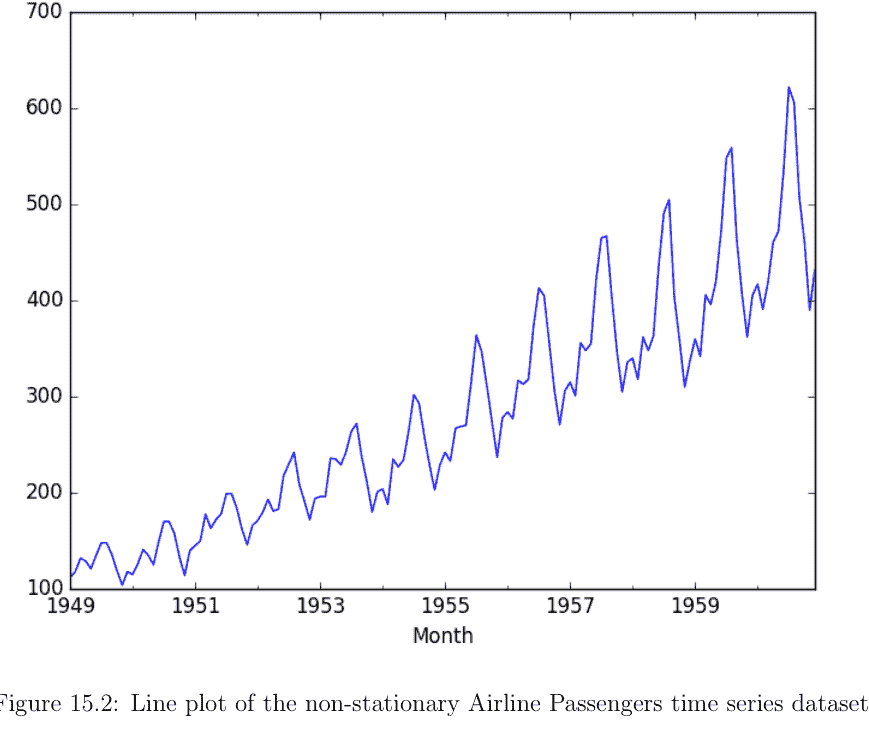 700
600
500
400
300
200
100
1949 1951 1953 1955 1957 1959
Month
Figure 15.2: Line plot of the non-stationary Airline Passengers time series dataset